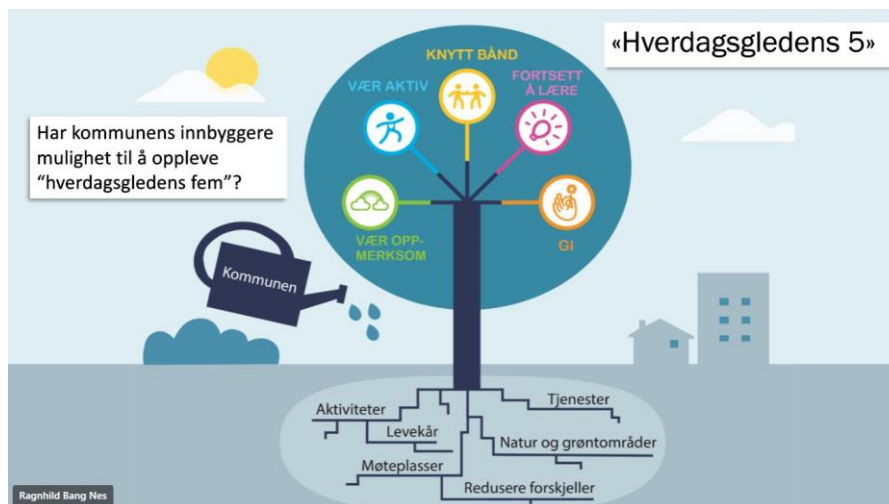 «Hverdagsgledens 5»
KNYTT BÅND
VÆR AKTIV
FORTSETT
Å LÆRE
Har kommunens innbyggere
mulighet til å oppleve
“hverdagsgledens fem”?
VÆR OPP-
MERKSOM
GI
Kommunen
Aktiviteter
Tjenester
Levekår
Natur og grøntområder
Møteplasser
Redusere forskjeller
Ragnhild Bang Nes